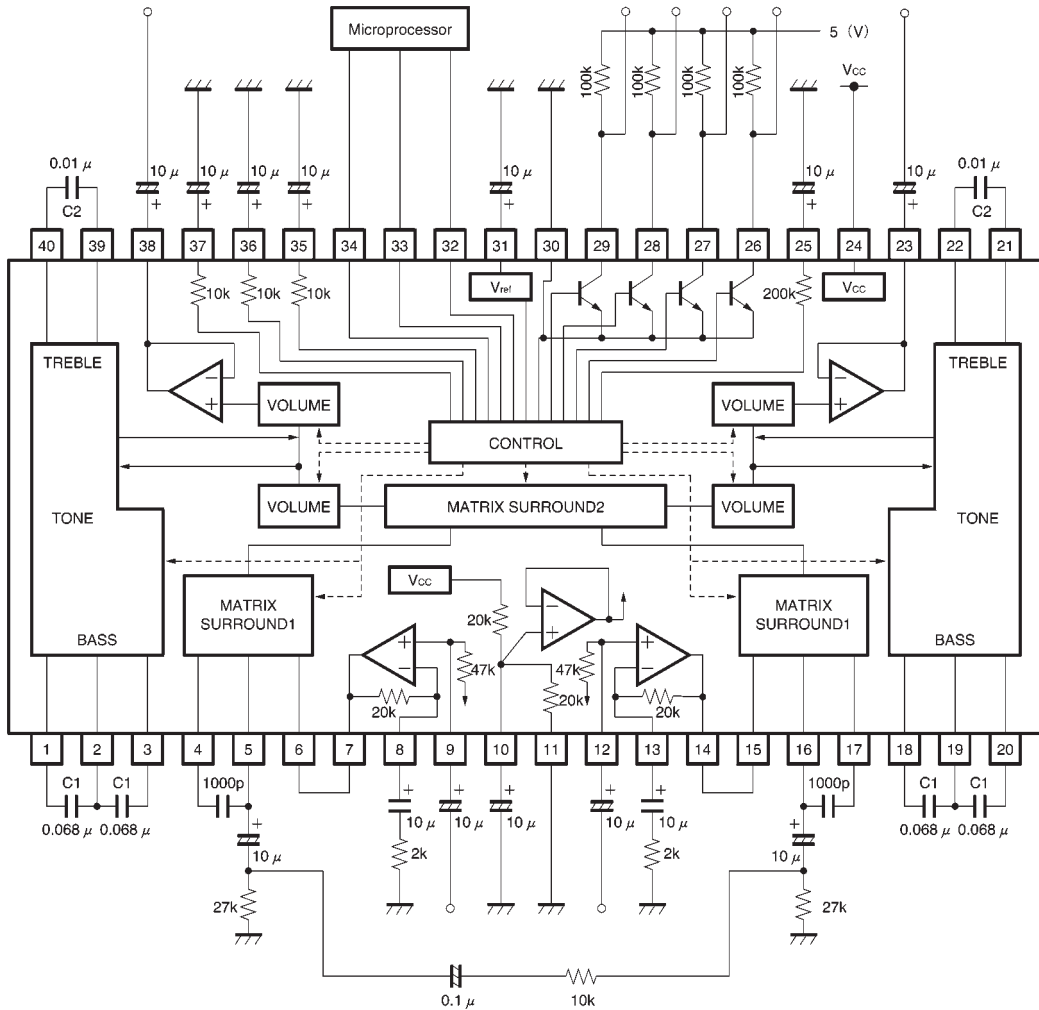 Microprocessor
5 (V)
100k 100k 100k 100k
Vcc
0.01 μ 10 μ 10 μ 10 μ 10 μ 10 μ 10 μ 10 μ 0.01 μ
C2 + + + + + + + C2
40 39 38 37 36 35 34 33 32 31 30 29 28 27 26 25 24 23 22 21
10k 10k 10k Vref 200k Vcc
TREBLE − + − + TREBLE
VOLUME VOLUME
CONTROL
VOLUME MATRIX SURROUND2 VOLUME
TONE TONE
MATRIX SURROUND1 Vcc MATRIX SURROUND1
20k − +
BASS + − 47k 47k + − BASS
20k 20k 20k
1 2 3 4 5 6 7 8 9 10 11 12 13 14 15 16 17 18 19 20
C1 C1 1000p + + + + + 1000p C1 C1
0.068 μ 0.068 μ + 10 μ 10 μ 10 μ 10 μ 10 μ + 0.068 μ 0.068 μ
10 μ 2k 2k 10 μ
27k 27k
0.1 μ 10k